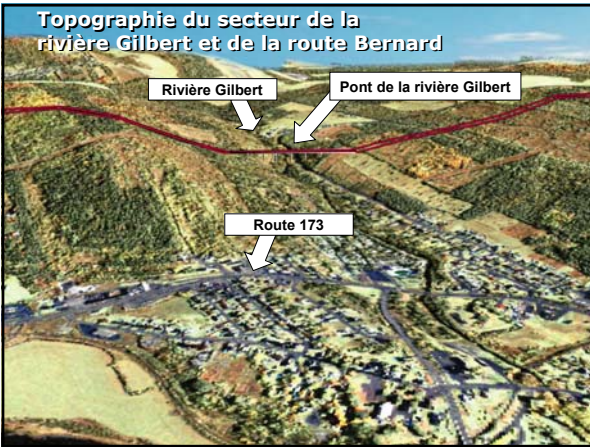 Topographie du secteur de la
rivière Gilbert et de la route Bernard
Rivière Gilbert
Pont de la rivière Gilbert
Route 173